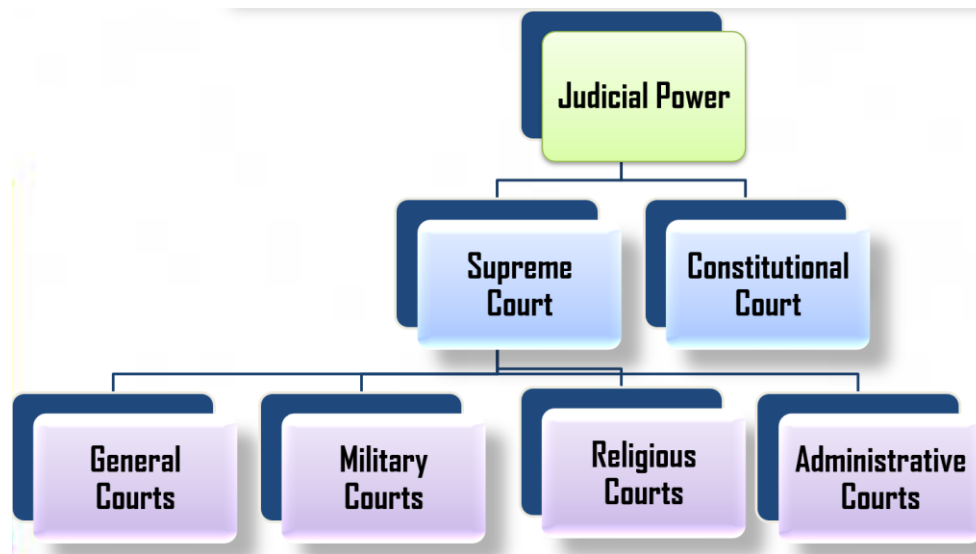 Judicial Power
Supreme
Court
Constitutional
Court
General
Courts
Military
Courts
Religious
Courts
Administrative
Courts